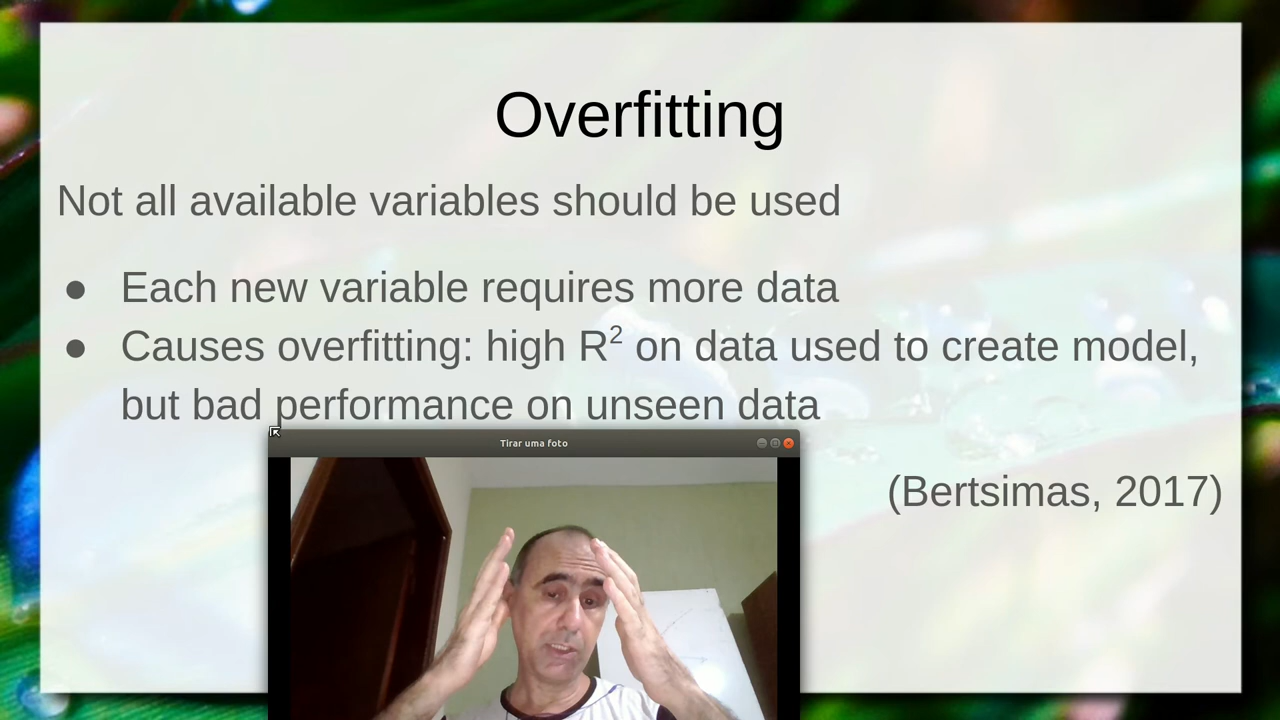 Overfitting
Not all available variables should be used
● Each new variable requires more data
● Causes overfitting: high R² on data used to create model,
but bad performance on unseen data
Tirar uma foto
(Bertsimas, 2017)